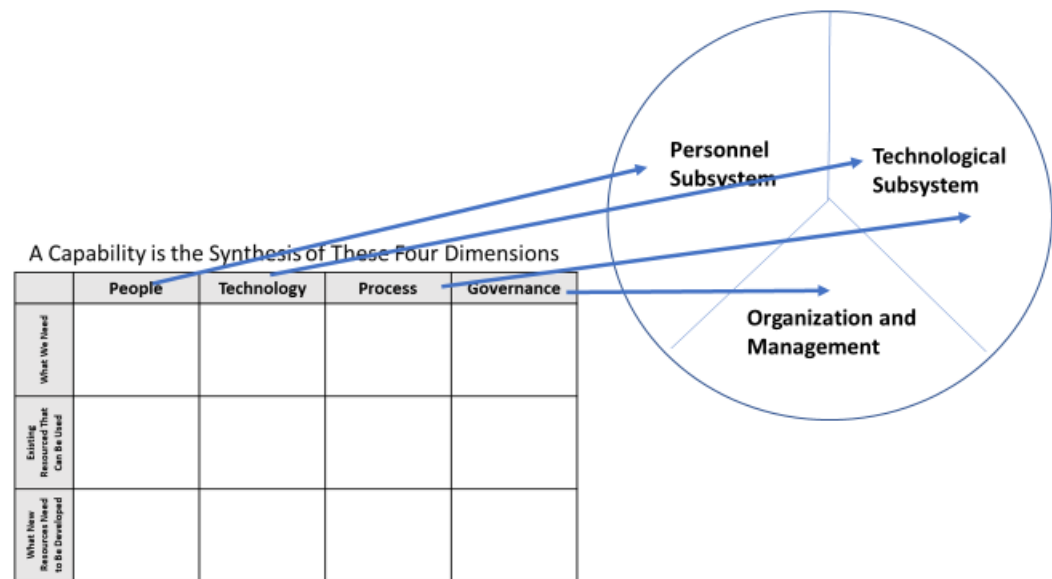 Personnel
Subsystem
Technological
Subsystem
A Capability is the Synthesis of These Four Dimensions
People
Technology
Process
Governance
Organization and
Management
What We Need
Existing
Resourced That
Can Be Used
What New
Resources Need
to Be Developed